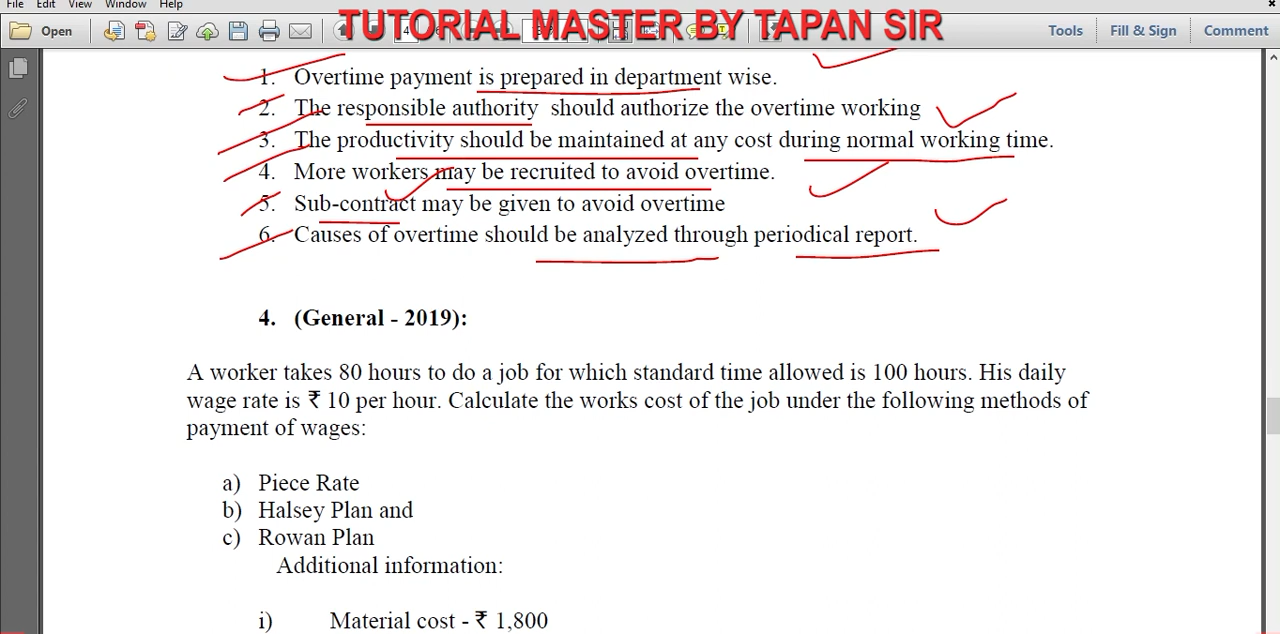 File Edit View Window Help
TUTORIAL MASTER BY TAPAN SIR
Open
Tools Fill & Sign Comment
1. Overtime payment is prepared in department wise.
2. The responsible authority should authorize the overtime working
3. The productivity should be maintained at any cost during normal working time.
4. More workers may be recruited to avoid overtime.
5. Sub-contract may be given to avoid overtime
6. Causes of overtime should be analyzed through periodical report.
4. (General - 2019):
A worker takes 80 hours to do a job for which standard time allowed is 100 hours. His daily
wage rate is ₹ 10 per hour. Calculate the works cost of the job under the following methods of
payment of wages:
a) Piece Rate
b) Halsey Plan and
c) Rowan Plan
Additional information:
i) Material cost - ₹ 1,800